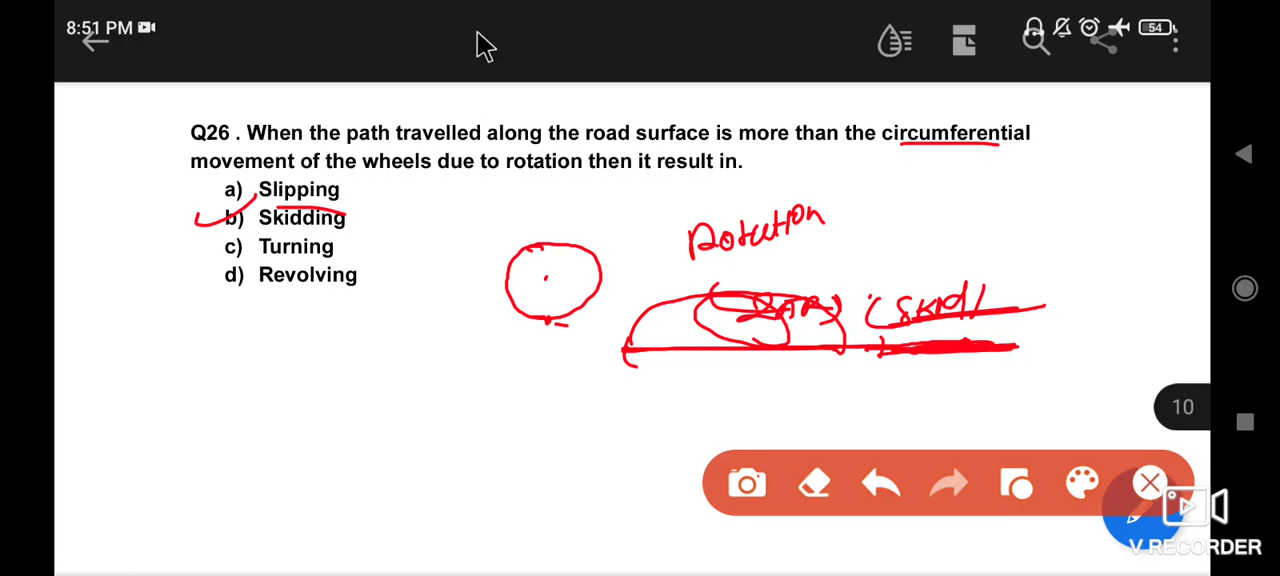 8:51 PM
54
Q26 . When the path travelled along the road surface is more than the circumferential
movement of the wheels due to rotation then it result in.
a) Slipping
b) Skidding
c) Turning
d) Revolving
Rotation
(SKid)
10
V RECORDER